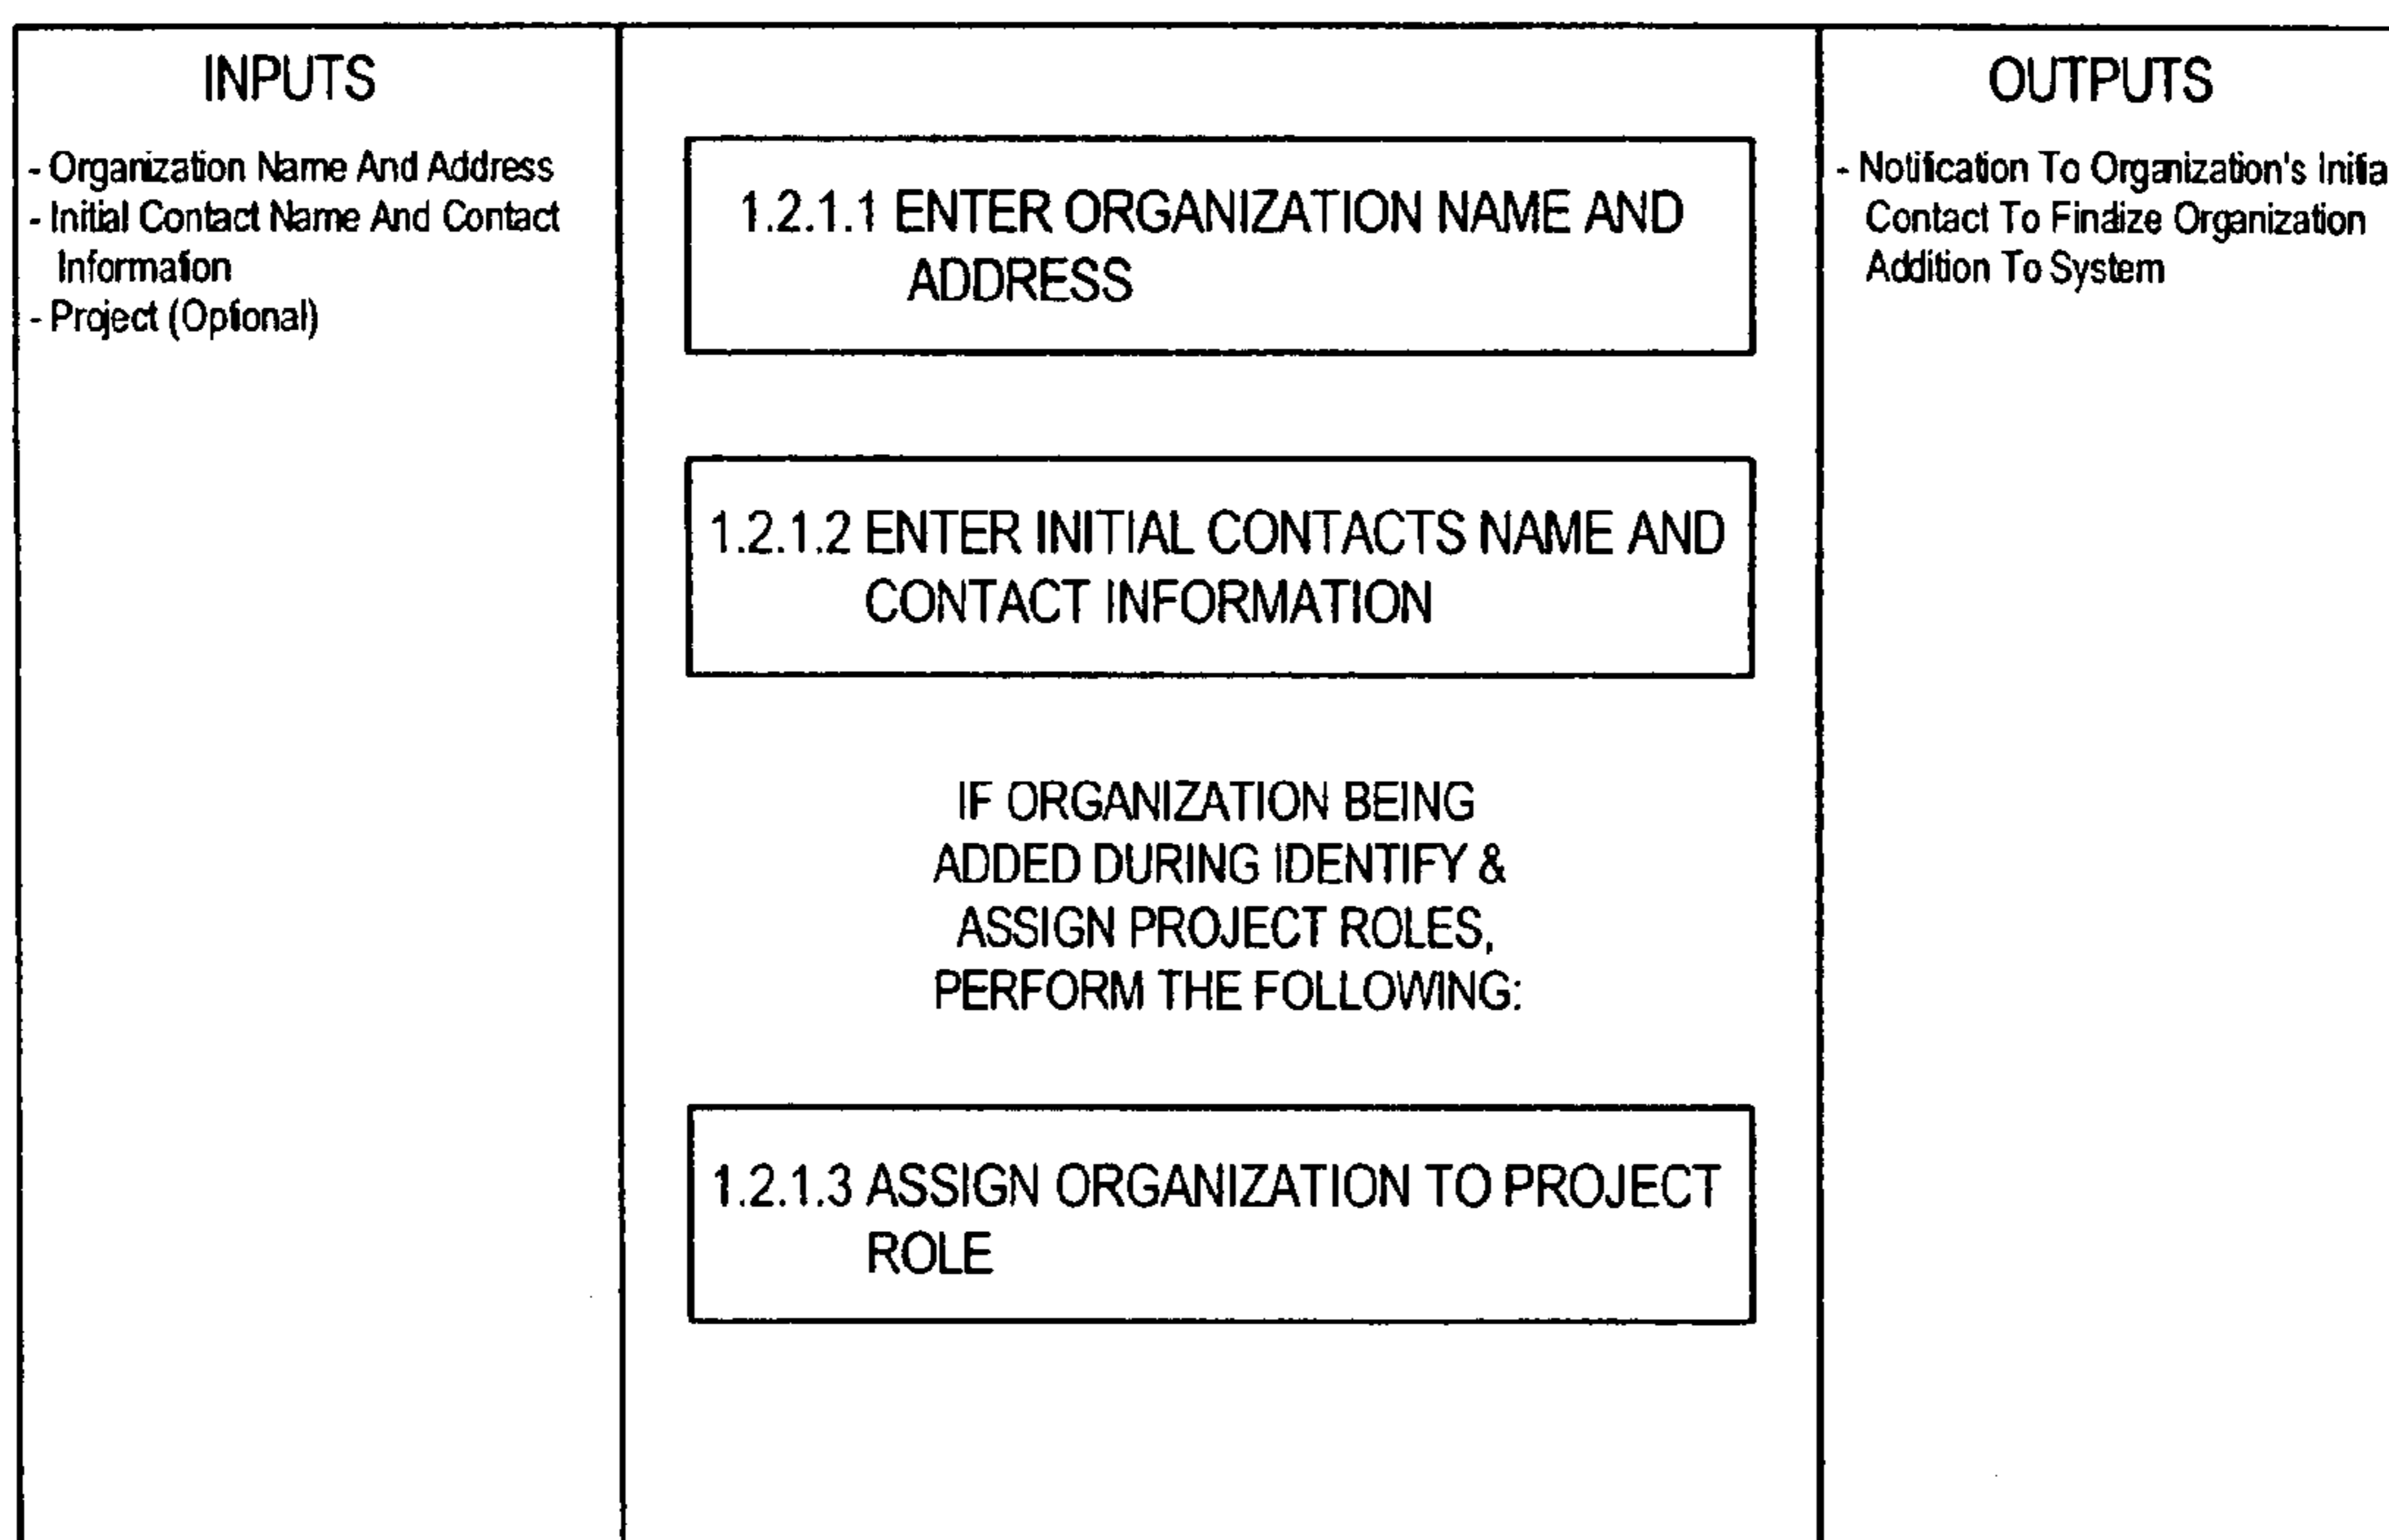 INPUTS
- Organization Name And Address
- Initial Contact Name And Contact
Information
- Project (Optional)
1.2.1.1 ENTER ORGANIZATION NAME AND
ADDRESS
1.2.1.2 ENTER INITIAL CONTACTS NAME AND
CONTACT INFORMATION
IF ORGANIZATION BEING
ADDED DURING IDENTIFY &
ASSIGN PROJECT ROLES,
PERFORM THE FOLLOWING:
1.2.1.3 ASSIGN ORGANIZATION TO PROJECT
ROLE
OUTPUTS
- Notification To Organization's Initia
Contact To Finalize Organization
Addition To System